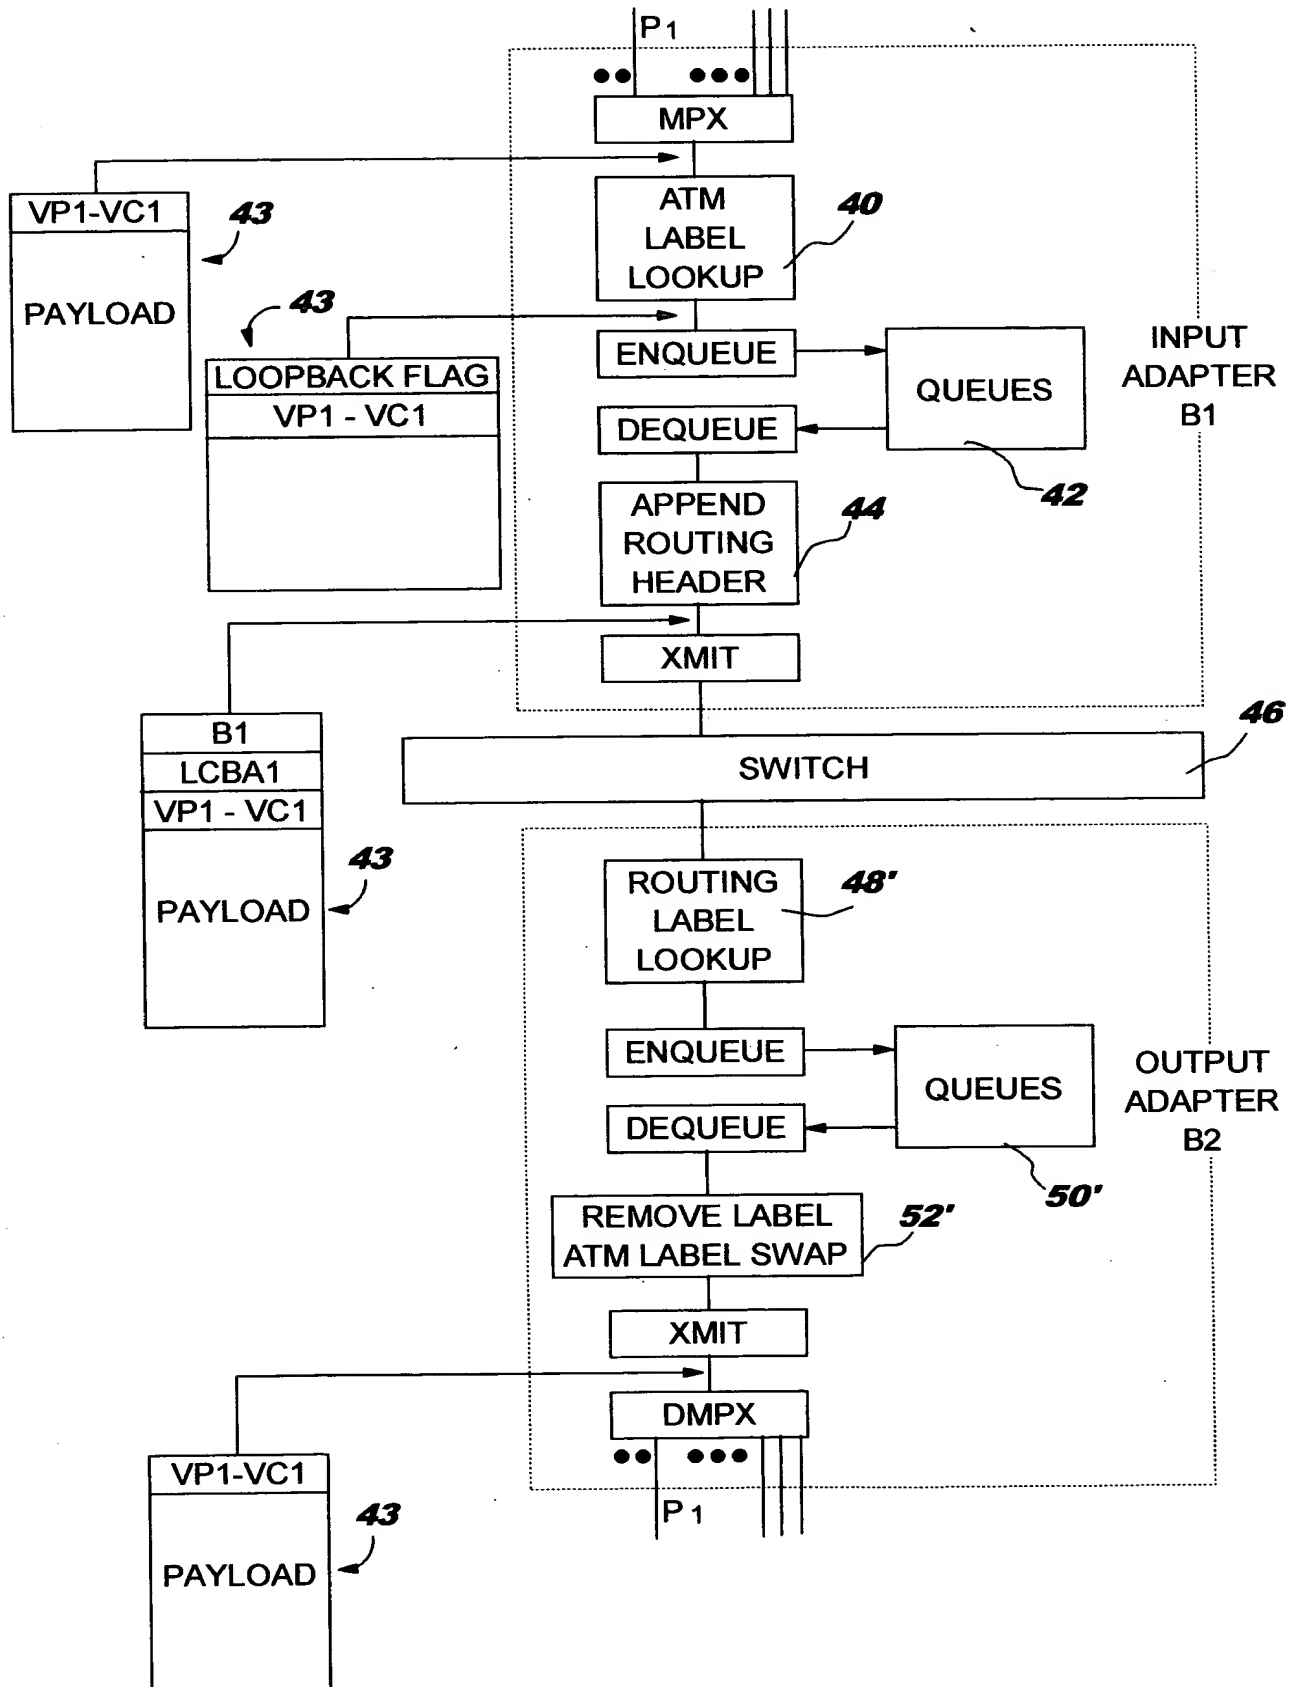 P1
MPX
VP1-VC1
43
PAYLOAD
ATM
LABEL
LOOKUP
40
43
LOOPBACK FLAG
VP1 - VC1
ENQUEUE
QUEUES
DEQUEUE
42
INPUT
ADAPTER
B1
APPEND
ROUTING
HEADER
44
XMIT
B1
LCBA1
VP1 - VC1
PAYLOAD
43
SWITCH
46
ROUTING
LABEL
LOOKUP
48'
ENQUEUE
QUEUES
DEQUEUE
50'
OUTPUT
ADAPTER
B2
REMOVE LABEL
ATM LABEL SWAP
52'
XMIT
DMPX
P1
VP1-VC1
PAYLOAD
43